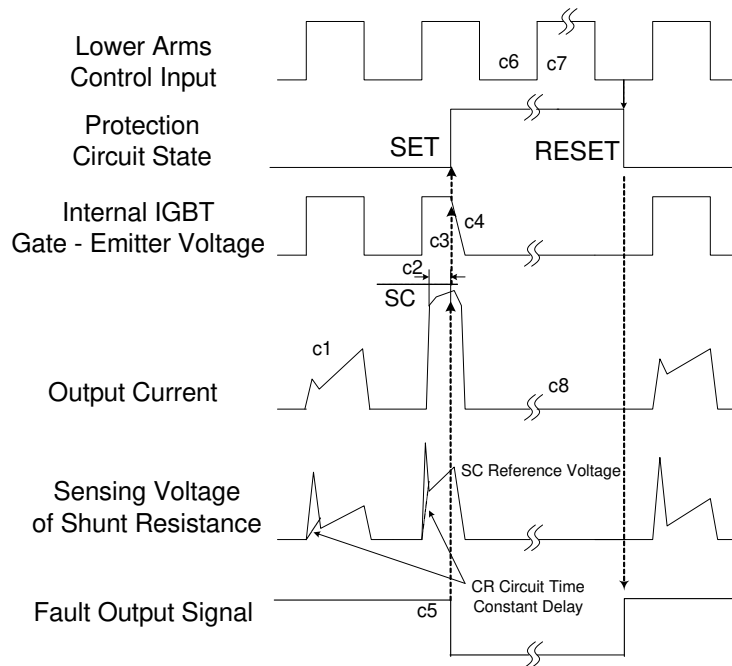 Lower Arms
Control Input
c6
c7
Protection
Circuit State
SET
RESET
Internal IGBT
Gate - Emitter Voltage
c4
c3
c2
SC
c1
Output Current
c8
SC Reference Voltage
Sensing Voltage
of Shunt Resistance
CR Circuit Time
Constant Delay
Fault Output Signal
c5